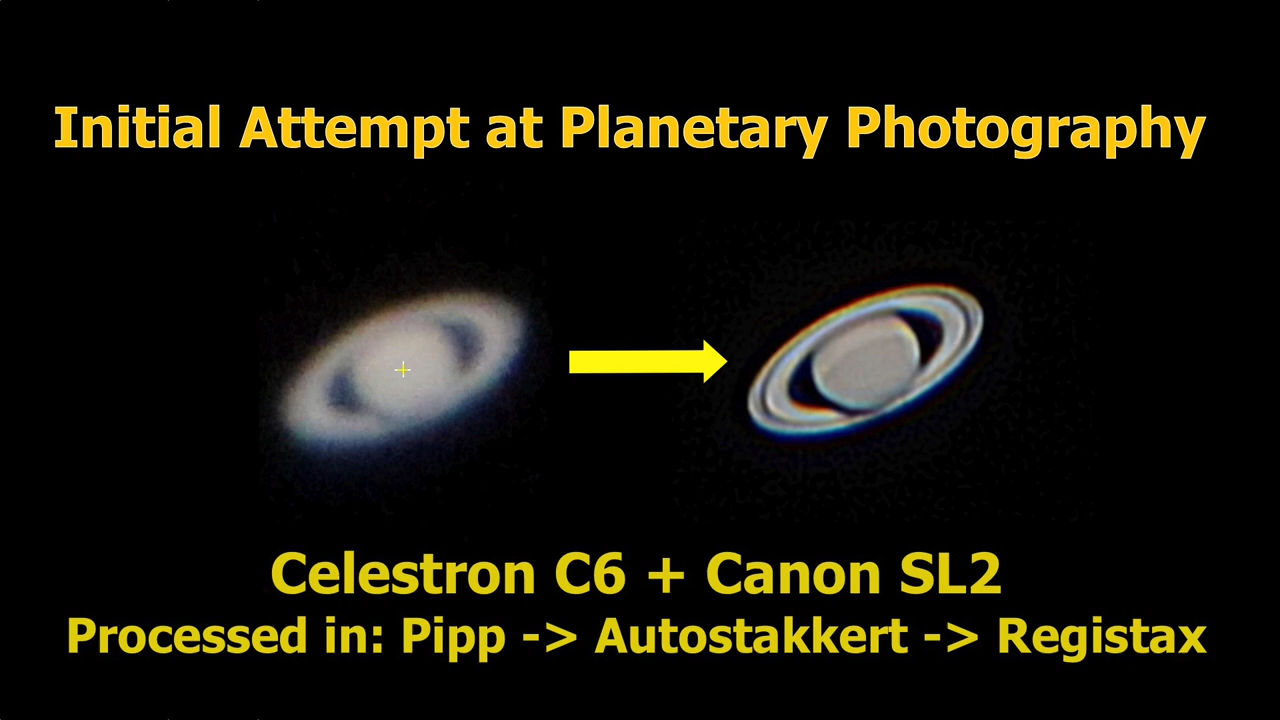 Initial Attempt at Planetary Photography
Celestron C6 + Canon SL2
Processed in: Pipp -> Autostakkert -> Registax